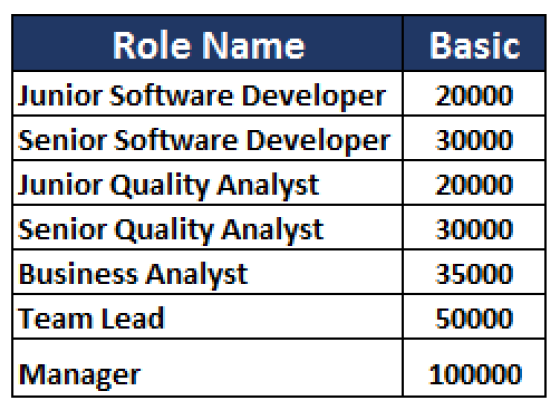 Role Name Basic
Junior Software Developer 20000
Senior Software Developer 30000
Junior Quality Analyst 20000
Senior Quality Analyst 30000
Business Analyst 35000
Team Lead 50000
Manager 100000